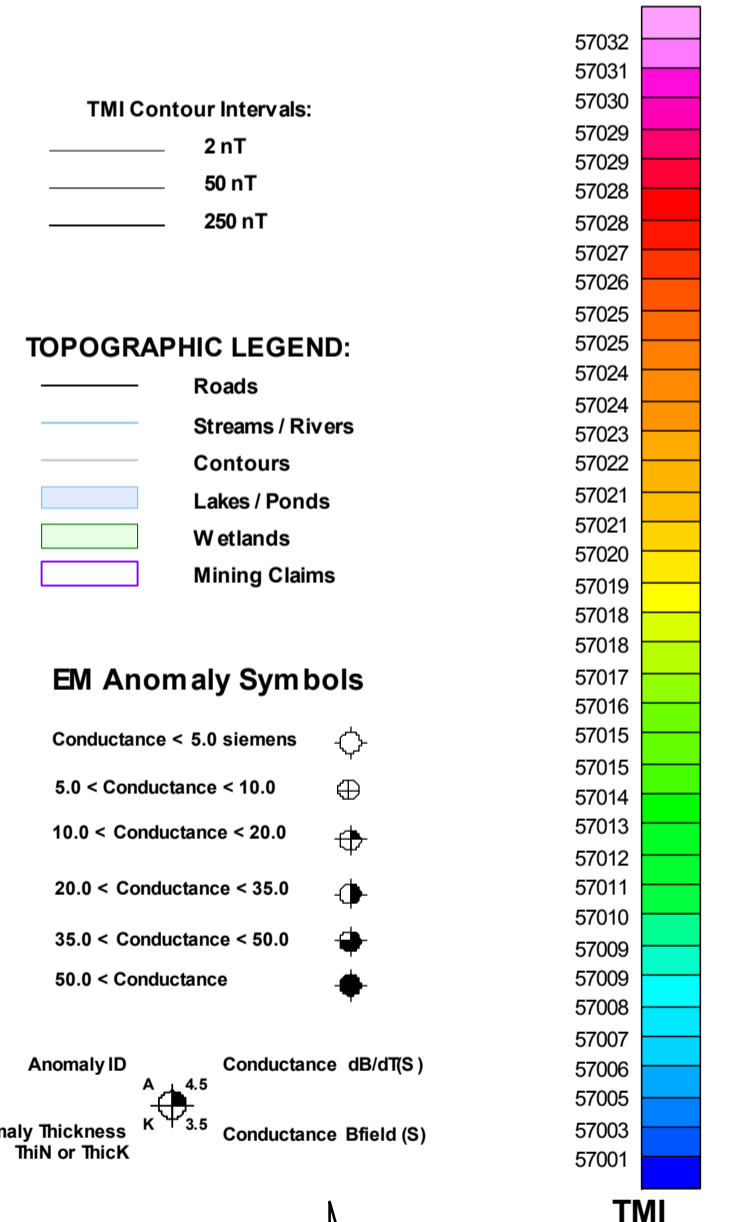 TMI Contour Intervals:
2 nT
50 nT
250 nT
TOPOGRAPHIC LEGEND:
Roads
Streams / Rivers
Contours
Lakes / Ponds
Wetlands
Mining Claims
EM Anomaly Symbols
Conductance < 5.0 siemens
5.0 < Conductance < 10.0
10.0 < Conductance < 20.0
20.0 < Conductance < 35.0
35.0 < Conductance < 50.0
50.0 < Conductance
Anomaly ID
A
4.5
Conductance dB/dT(S)
K
3.5
Conductance Bfield (S)
Thickness
ThiN or ThicK
57032
57031
57030
57029
57029
57028
57028
57027
57026
57025
57025
57024
57024
57023
57022
57021
57021
57020
57019
57018
57018
57017
57016
57015
57015
57014
57013
57012
57011
57010
57009
57009
57008
57007
57006
57005
57003
57001
TMI